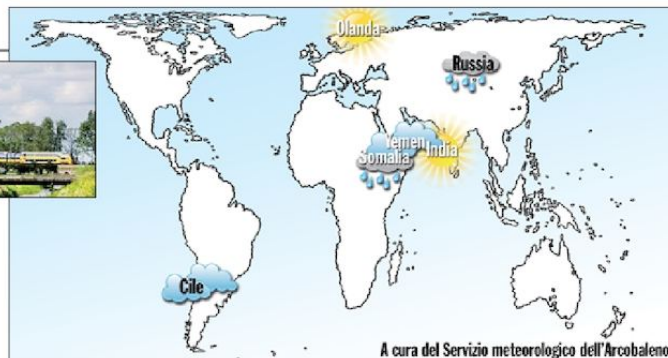 Olanda
Russia
Yemen
Somalia
India
Cile
A cura del Servizio meteorologico dell'Arcobaleno